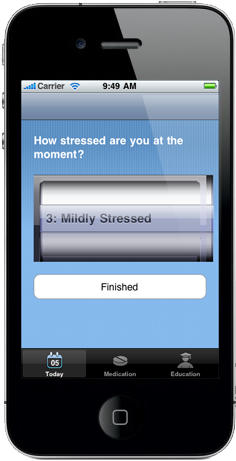 Carrier 9:49 AM
How stressed are you at the
moment?
3: Mildly Stressed
Finished
05
Today Medication Education